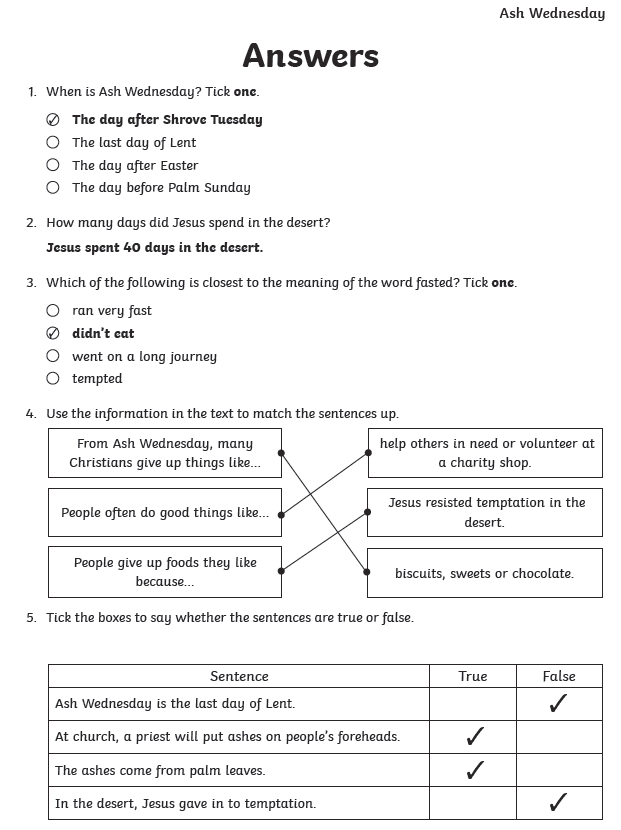 Ash Wednesday
Answers
1. When is Ash Wednesday? Tick one.
The day after Shrove Tuesday
The last day of Lent
The day after Easter
The day before Palm Sunday
2. How many days did Jesus spend in the desert?
Jesus spent 40 days in the desert.
3. Which of the following is closest to the meaning of the word fasted? Tick one.
ran very fast
didn't eat
went on a long journey
tempted
4. Use the information in the text to match the sentences up.
From Ash Wednesday, many
Christians give up things like...
help others in need or volunteer at
a charity shop.
People often do good things like...
Jesus resisted temptation in the
desert.
People give up foods they like
because...
biscuits, sweets or chocolate.
5. Tick the boxes to say whether the sentences are true or false.
Sentence True False
Ash Wednesday is the last day of Lent. ✓
At church, a priest will put ashes on people's foreheads. ✓
The ashes come from palm leaves. ✓
In the desert, Jesus gave in to temptation. ✓